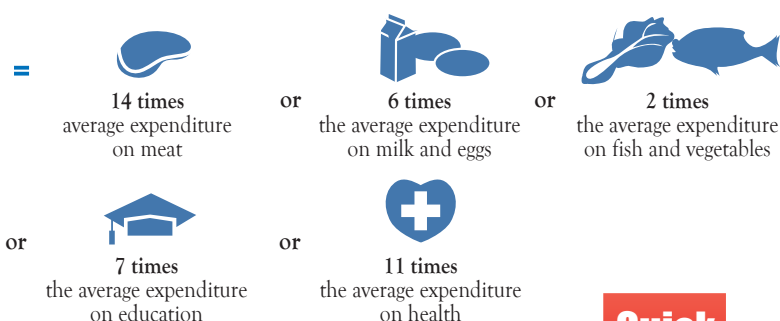 =
14 times
average expenditure
on meat
or
6 times
the average expenditure
on milk and eggs
or
2 times
the average expenditure
on fish and vegetables
or
7 times
the average expenditure
on education
or
11 times
the average expenditure
on health
Quick